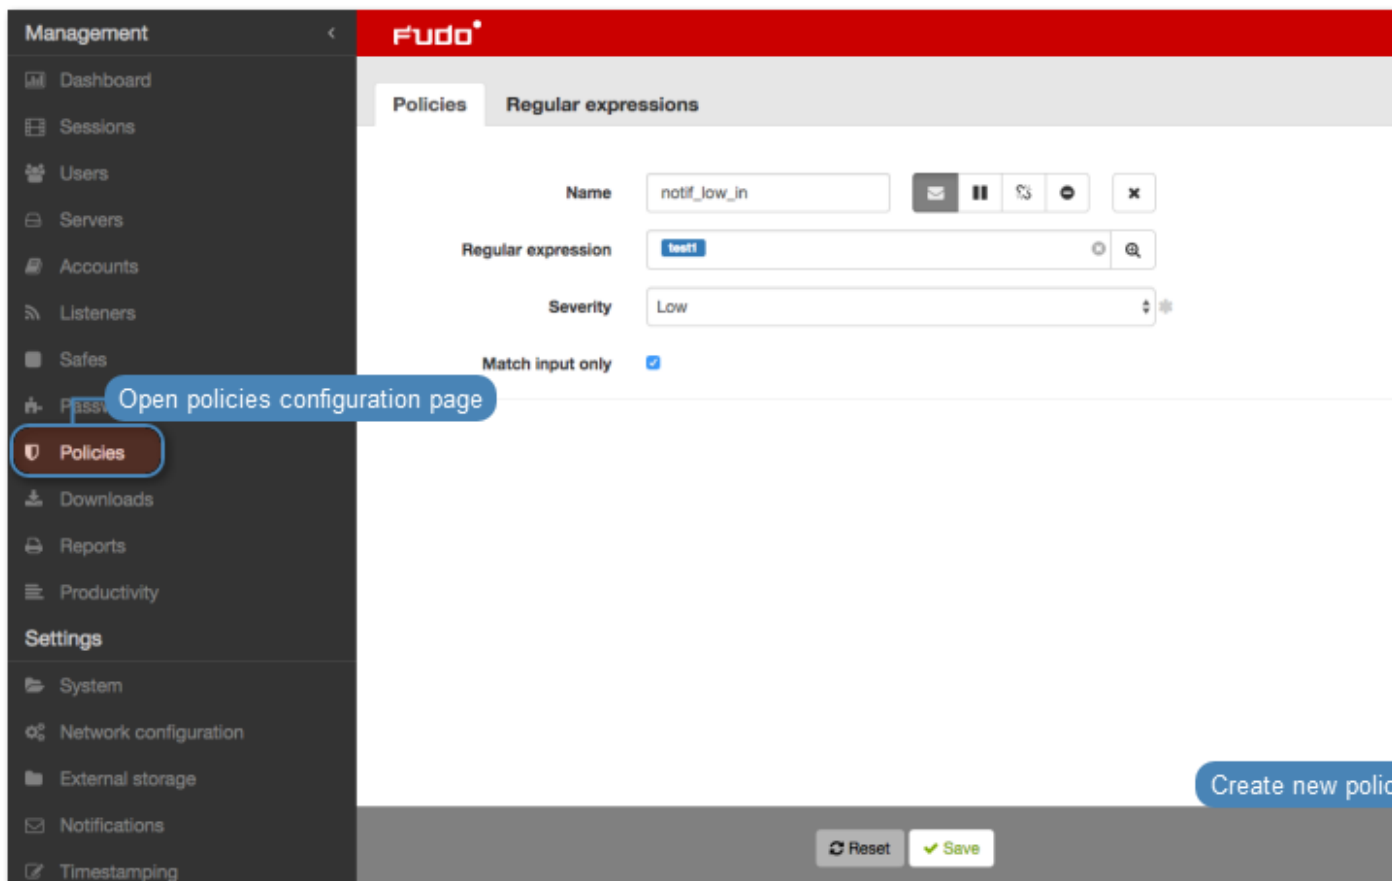 Management
Dashboard
Sessions
Users
Servers
Accounts
Listeners
Safes
Open policies configuration page
Policies
Downloads
Reports
Productivity
Settings
System
Network configuration
External storage
Notifications
Timestamping
Fudo
Policies Regular expressions
Name notif_low_in
Regular expression test1
Severity Low
Match input only
Create new polic
Reset Save